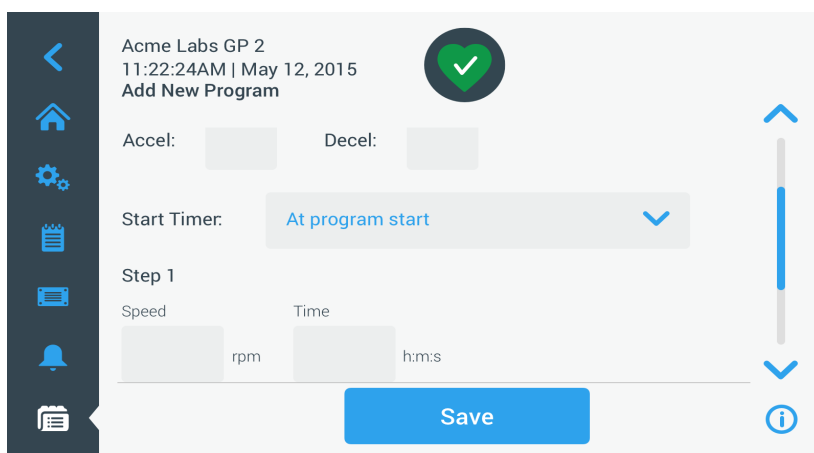 Acme Labs GP 2
11:22:24AM | May 12, 2015
Add New Program
Accel: Decel:
Start Timer: At program start
Step 1
Speed Time
rpm h:m:s
Save